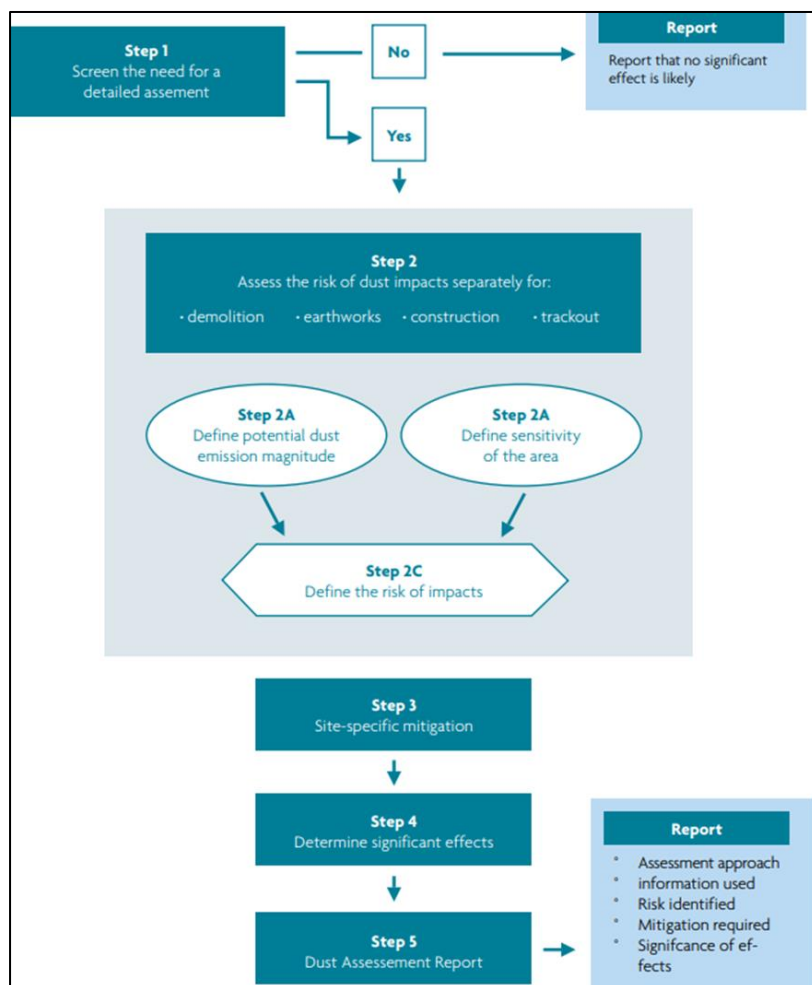 Step 1
Screen the need for a
detailed assement
No
Report
Report that no significant
effect is likely
Yes
Step 2
Assess the risk of dust impacts separately for:
• demolition • earthworks • construction • trackout
Step 2A
Define potential dust
emission magnitude
Step 2A
Define sensitivity
of the area
Step 2C
Define the risk of impacts
Step 3
Site-specific mitigation
Step 4
Determine significant effects
Step 5
Dust Assessement Report
Report
• Assessment approach
• information used
• Risk identified
• Mitigation required
• Signifcance of ef-
fects